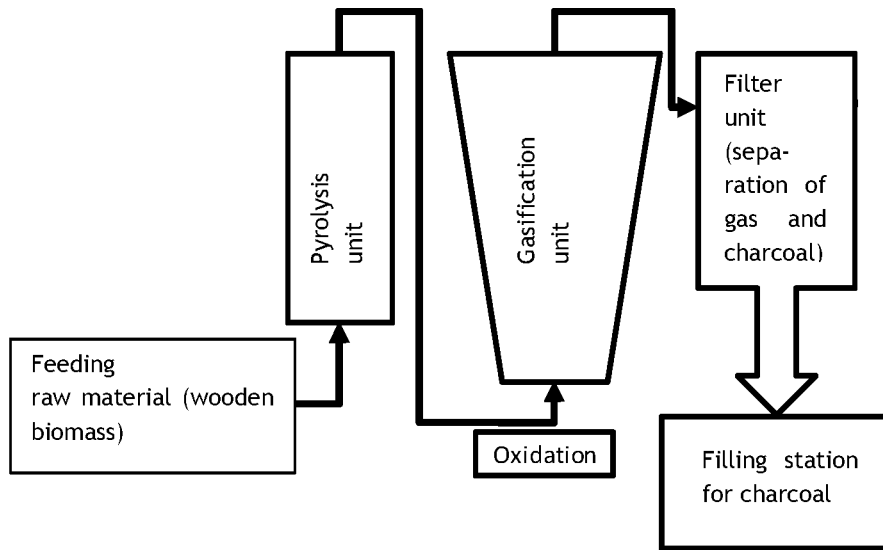 Feeding
raw material (wooden
biomass)
Pyrolysis
unit
Oxidation
Gasification
unit
Filter
unit
(sepa-
ration of
gas and
charcoal)
Filling station
for charcoal